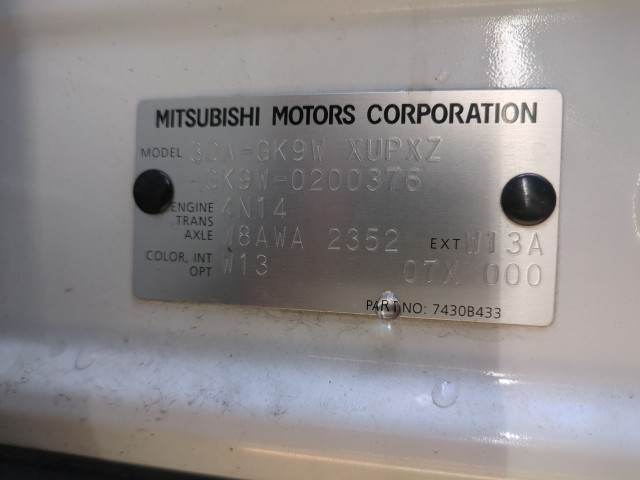 MITSUBISHI MOTORS CORPORATION
MODEL 3DA-GK9W XUPXZ
GK9W-0200376
ENGINE 4N14
TRANS
AXLE W8AWA 2352 EXT W13A
COLOR, INT W13 07X 000
OPT
PART NO: 7430B433